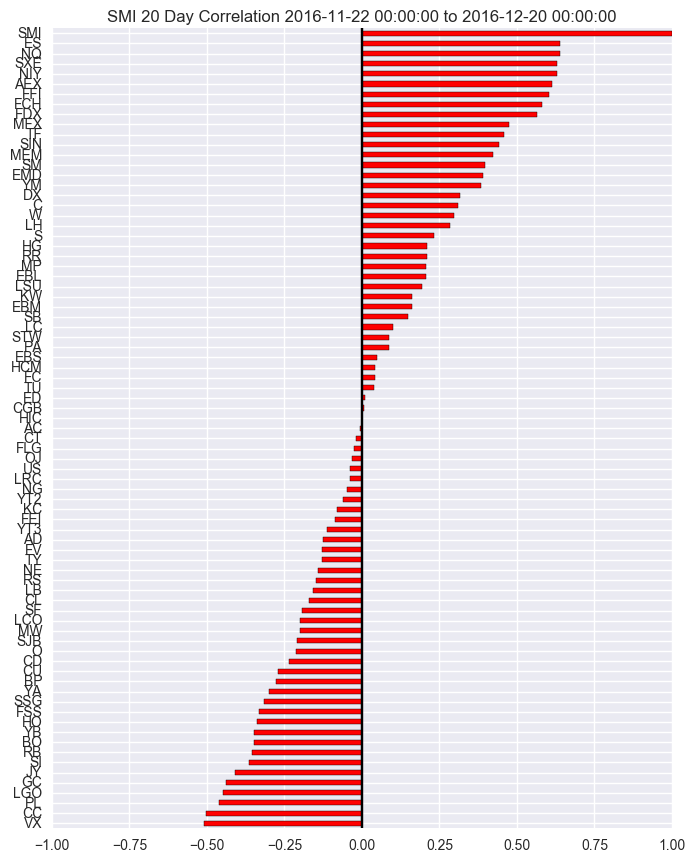 SMI 20 Day Correlation 2016-11-22 00:00:00 to 2016-12-20 00:00:00
SMI
ES
NQ
SXE
NIY
AEX
FFI
FCH
FDX
MFX
TF
SIN
MEM
SM
EMD
YM
DX
C
W
LH
S
HG
RR
MP
EBL
LSU
KW
EBM
SB
LC
STW
PA
EBS
HCM
FC
TU
ED
CGB
HIC
AC
CT
FLG
OJ
US
LRC
NG
YT2
KC
FEI
YT3
AD
FV
TY
NE
RS
LB
CL
SF
LCO
MW
SJB
O
CD
CU
BP
YA
SSG
FSS
HO
YB
BO
RB
SI
JY
GC
LGO
PL
CC
VX
−1.00 −0.75 −0.50 −0.25 0.00 0.25 0.50 0.75 1.00